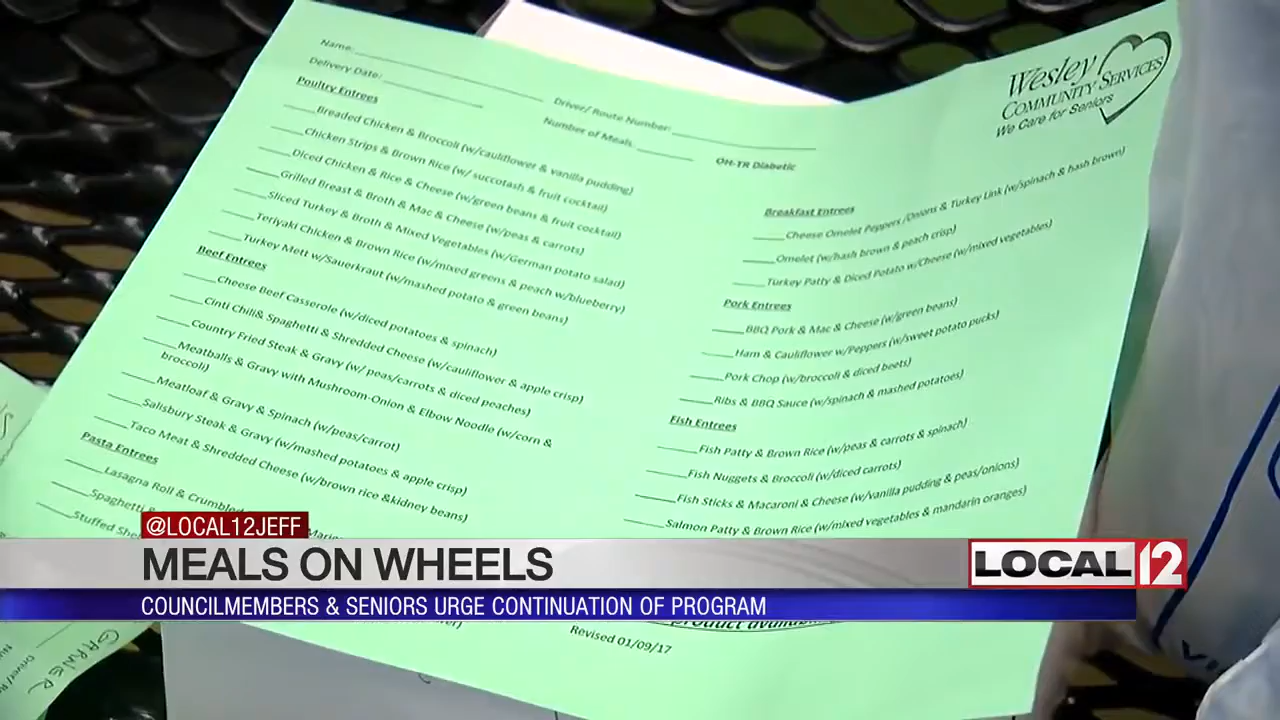 Name:
Delivery Date:
Driver/ Route Number:
Number of Meals
OH-TR Diabetic
Wesley
COMMUNITY SERVICES
We Care for Seniors
Poultry Entrees
Breaded Chicken & Broccoli (w/cauliflower & vanilla pudding)
Chicken Strips & Brown Rice (w/ succotash & fruit cocktail)
Diced Chicken & Rice & Cheese (w/green beans & fruit cocktail)
Grilled Breast & Broth & Mac & Cheese (w/peas & carrots)
Sliced Turkey & Broth & Mixed Vegetables (w/German potato salad)
Teriyaki Chicken & Brown Rice (w/mixed greens & peach w/blueberry)
Turkey Mett w/Sauerkraut (w/mashed potato & green beans)
Beef Entrees
Cheese Beef Casserole (w/diced potatoes & spinach)
Cinti Chili& Spaghetti & Shredded Cheese (w/cauliflower & apple crisp)
Country Fried Steak & Gravy (w/ peas/carrots & diced peaches)
Meatballs & Gravy with Mushroom-Onion & Elbow Noodle (w/corn &
broccoli)
Meatloaf & Gravy & Spinach (w/peas/carrot)
Salisbury Steak & Gravy (w/mashed potatoes & apple crisp)
Taco Meat & Shredded Cheese (w/brown rice &kidney beans)
Pasta Entrees
Lasagna Roll & Crumbled
Spaghetti
Stuffed
Breakfast Entrees
Cheese Omelet Peppers /Onions & Turkey Link (w/spinach & hash brown)
Omelet (w/hash brown & peach crisp)
Turkey Patty & Diced Potato w/Cheese (w/mixed vegetables)
Pork Entrees
BBQ Pork & Mac & Cheese (w/green beans)
Ham & Cauliflower w/Peppers (w/sweet potato pucks)
Pork Chop (w/broccoli & diced beets)
Ribs & BBQ Sauce (w/spinach & mashed potatoes)
Fish Entrees
Fish Patty & Brown Rice (w/peas & carrots & spinach)
Fish Nuggets & Broccoli (w/diced carrots)
Fish Sticks & Macaroni & Cheese (w/vanilla pudding & peas/onions)
Salmon Patty & Brown Rice (w/mixed vegetables & mandarin oranges)
@LOCAL12JEFF
MEALS ON WHEELS
LOCAL 12
COUNCILMEMBERS & SENIORS URGE CONTINUATION OF PROGRAM
product
Revised 01/09/17
GARNER